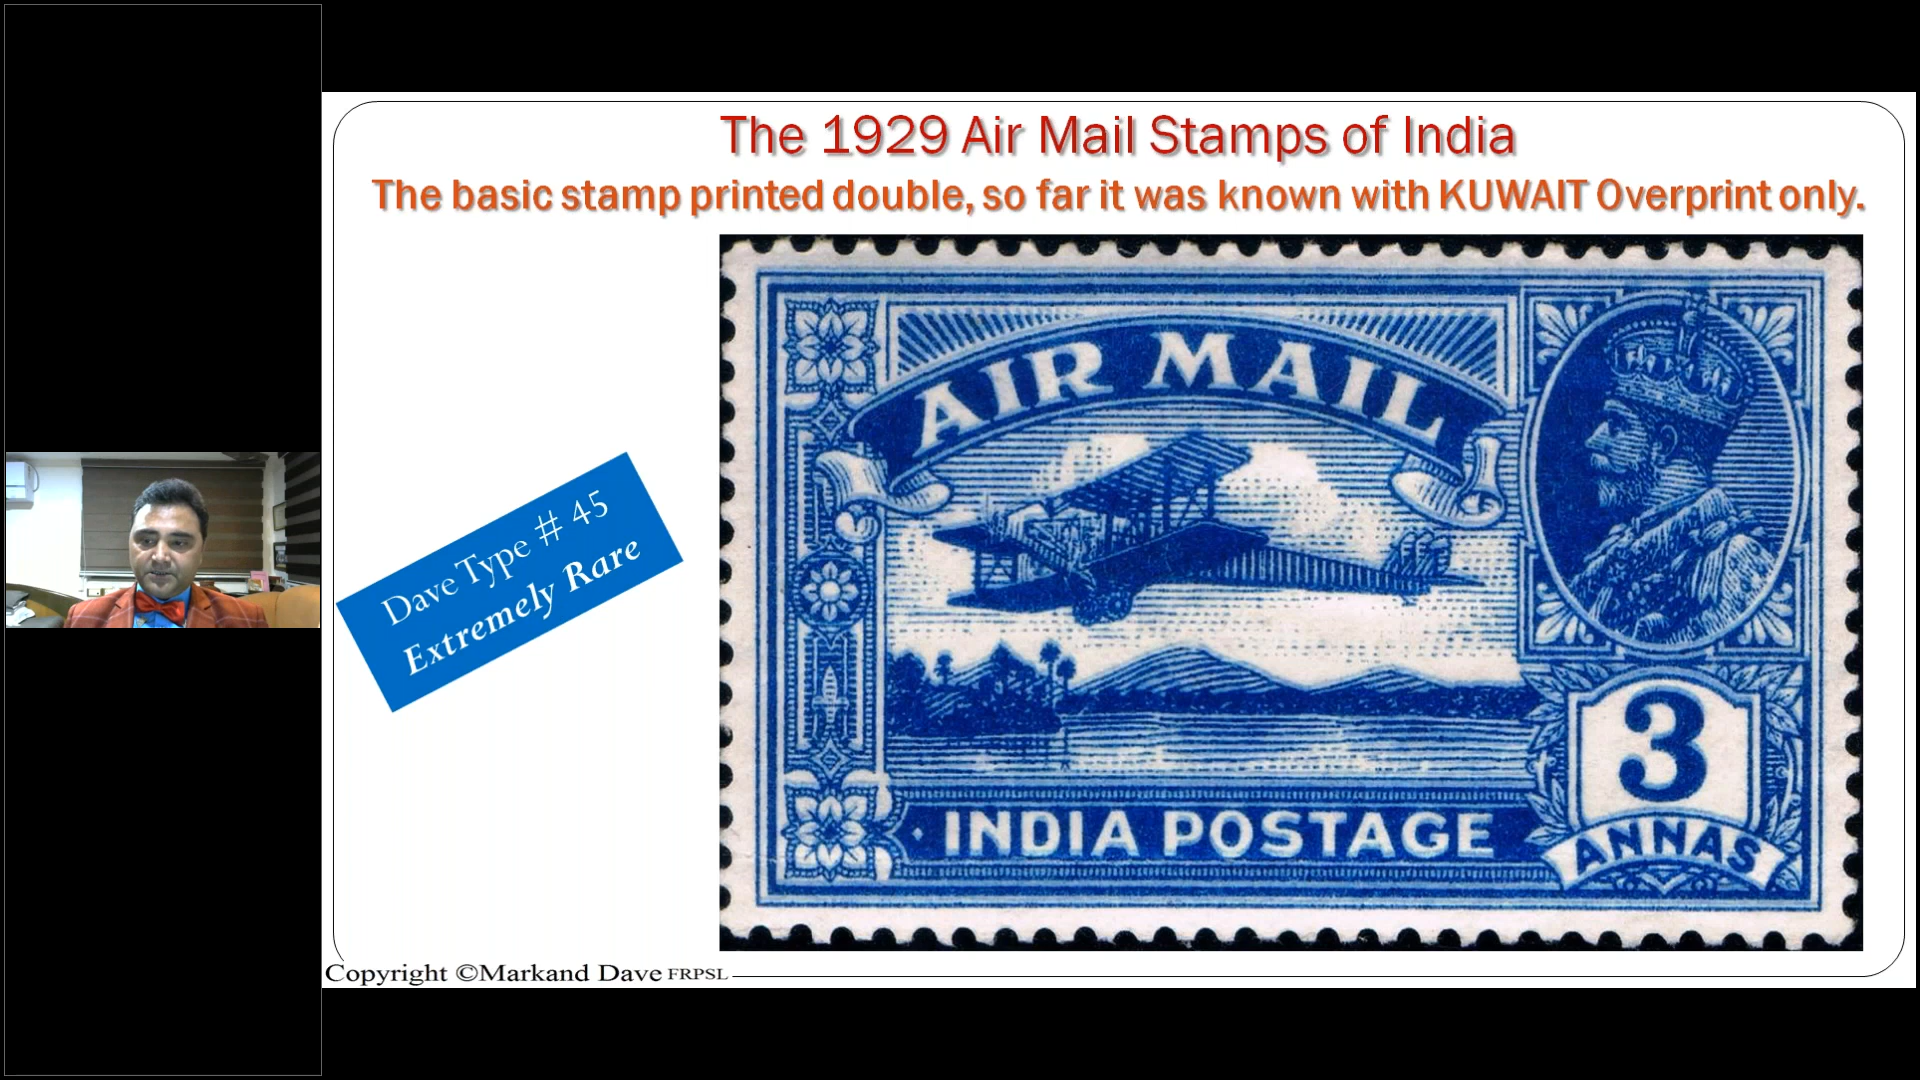 The 1929 Air Mail Stamps of India
The basic stamp printed double, so far it was known with KUWAIT Overprint only.
Dave Type # 45
Extremely Rare
AIR MAIL
3
ANNAS
INDIA POSTAGE
Copyright ©Markand Dave FRPSL